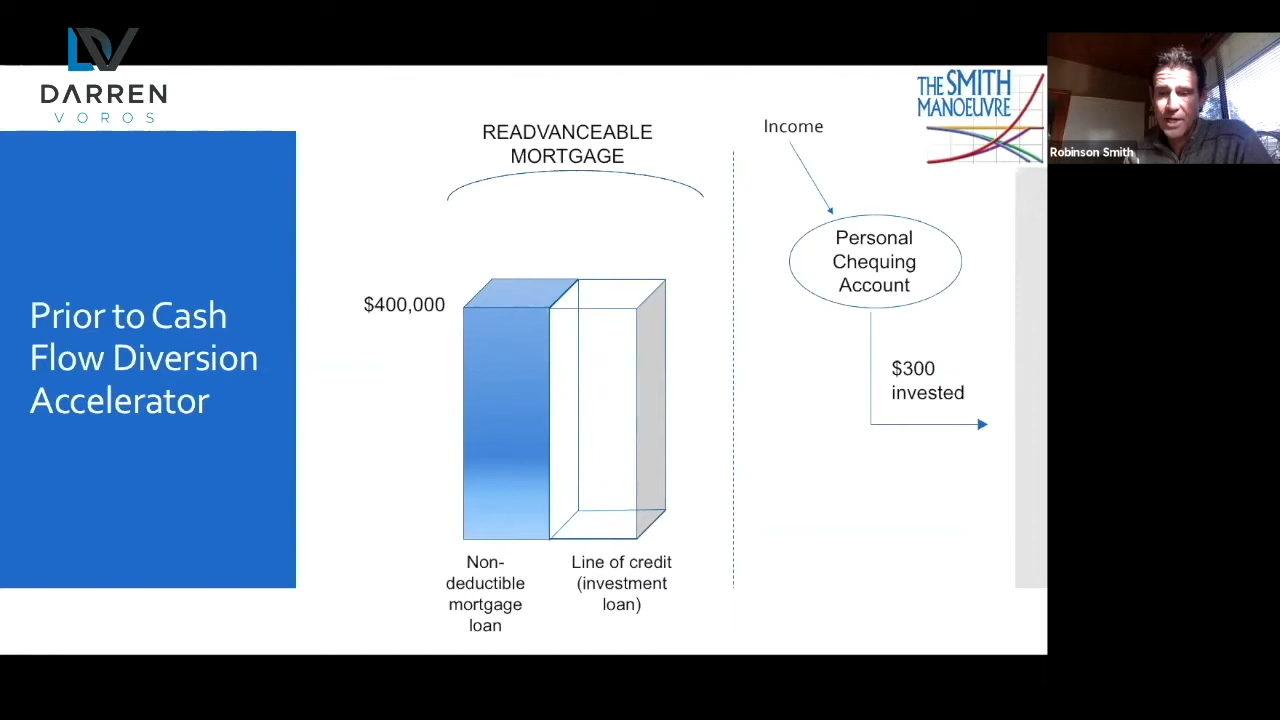 DARREN
VOROS
THE SMITH
MANOEUVRE
Robinson Smith
Prior to Cash
Flow Diversion
Accelerator
READVANCEABLE
MORTGAGE
$400,000
Non-
deductible
mortgage
loan
Line of credit
(investment
loan)
Income
Personal
Chequing
Account
$300
invested